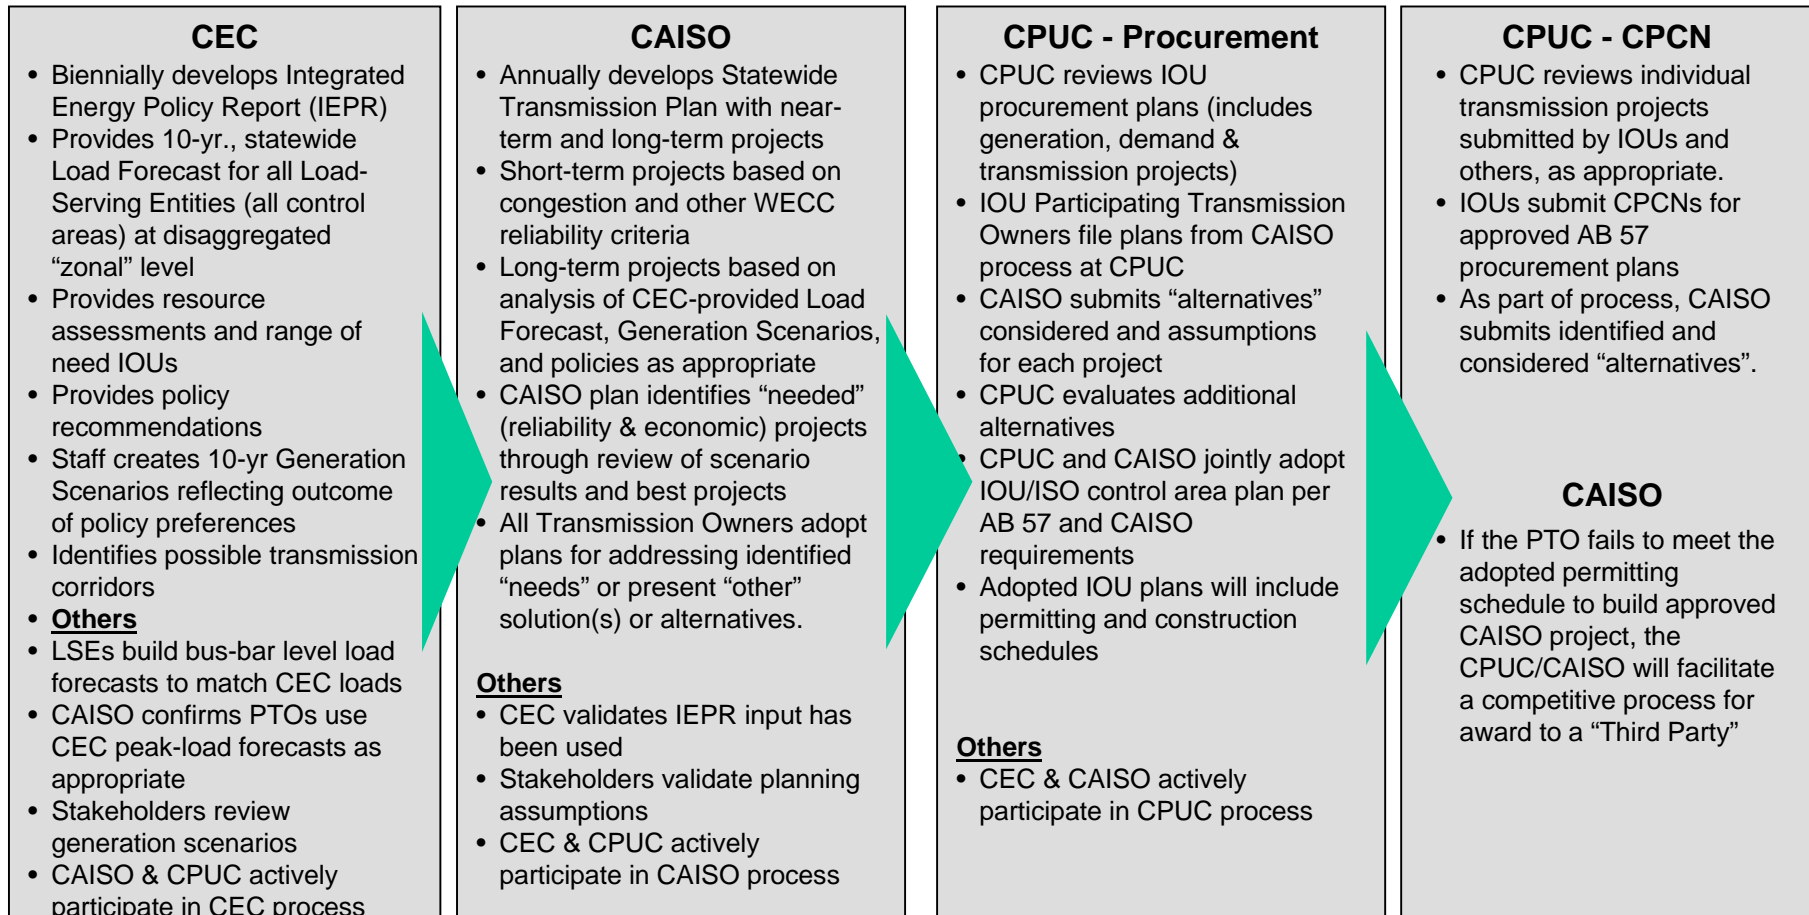 CEC
• Biennially develops Integrated
Energy Policy Report (IEPR)
• Provides 10-yr., statewide
Load Forecast for all Load-
Serving Entities (all control
areas) at disaggregated
“zonal” level
• Provides resource
assessments and range of
need IOUs
• Provides policy
recommendations
• Staff creates 10-yr Generation
Scenarios reflecting outcome
of policy preferences
• Identifies possible transmission
corridors
• Others
• LSEs build bus-bar level load
forecasts to match CEC loads
• CAISO confirms PTOs use
CEC peak-load forecasts as
appropriate
• Stakeholders review
generation scenarios
• CAISO & CPUC actively
participate in CEC process
CAISO
• Annually develops Statewide
Transmission Plan with near-
term and long-term projects
• Short-term projects based on
congestion and other WECC
reliability criteria
• Long-term projects based on
analysis of CEC-provided Load
Forecast, Generation Scenarios,
and policies as appropriate
• CAISO plan identifies “needed”
(reliability & economic) projects
through review of scenario
results and best projects
• All Transmission Owners adopt
plans for addressing identified
“needs” or present “other”
solution(s) or alternatives.
Others
• CEC validates IEPR input has
been used
• Stakeholders validate planning
assumptions
• CEC & CPUC actively
participate in CAISO process
CPUC - Procurement
• CPUC reviews IOU
procurement plans (includes
generation, demand &
transmission projects)
• IOU Participating Transmission
Owners file plans from CAISO
process at CPUC
• CAISO submits “alternatives”
considered and assumptions
for each project
• CPUC evaluates additional
alternatives
• CPUC and CAISO jointly adopt
IOU/ISO control area plan per
AB 57 and CAISO
requirements
• Adopted IOU plans will include
permitting and construction
schedules
Others
• CEC & CAISO actively
participate in CPUC process
CPUC - CPCN
• CPUC reviews individual
transmission projects
submitted by IOUs and
others, as appropriate.
• IOUs submit CPCNs for
approved AB 57
procurement plans
• As part of process, CAISO
submits identified and
considered “alternatives”.
CAISO
• If the PTO fails to meet the
adopted permitting
schedule to build approved
CAISO project, the
CPUC/CAISO will facilitate
a competitive process for
award to a “Third Party”